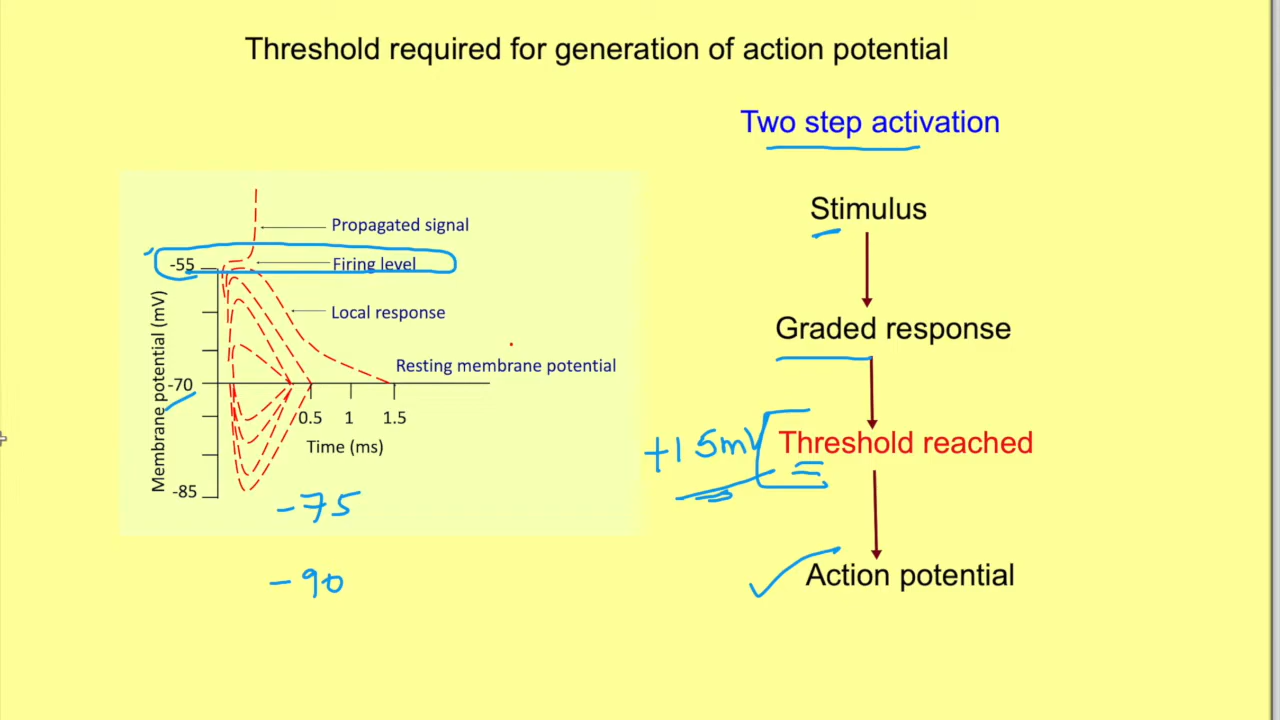 Threshold required for generation of action potential
Two step activation
Stimulus
Graded response
+15mV
Threshold reached
Action potential
Propagated signal
-55
Firing level
Local response
Resting membrane potential
-70
0.5 1 1.5
Time (ms)
-85
Membrane potential (mV)
-75
-90